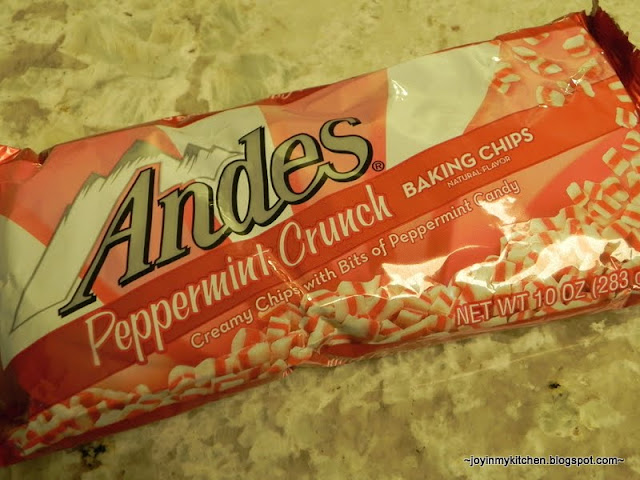 Andes®
Peppermint Crunch
BAKING CHIPS
NATURAL FLAVOR
Creamy Chips with Bits of Peppermint Candy
NET WT 10 OZ (283
~joyinmykitchen.blogspot.com~